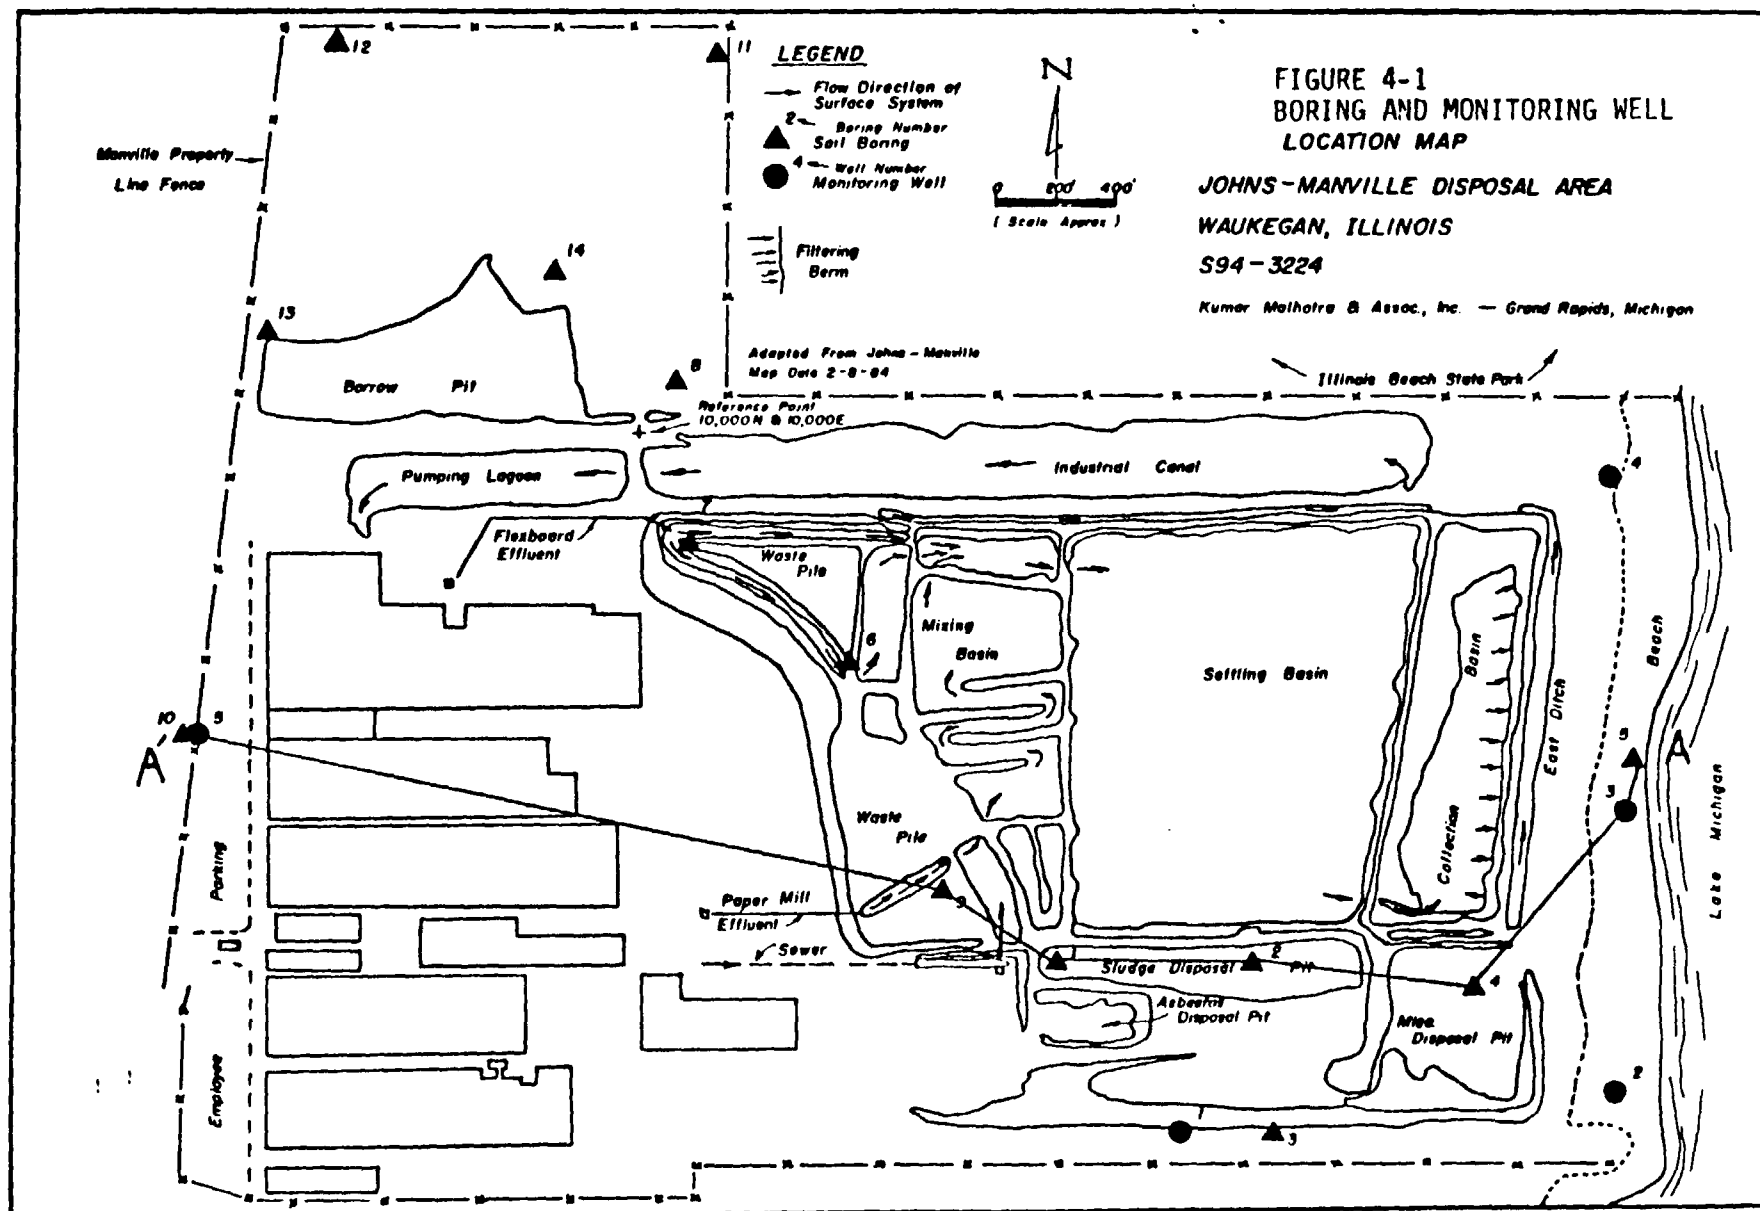 12
11
LEGEND
Flow Direction of
Surface System
2 Boring Number
Soil Boring
4 Well Number
Monitoring Well
Filtering
Berm
N
0 200' 400'
( Scale Approx )
FIGURE 4-1
BORING AND MONITORING WELL
LOCATION MAP
JOHNS-MANVILLE DISPOSAL AREA
WAUKEGAN, ILLINOIS
S94-3224
Kumar Malhotra & Assoc., Inc. — Grand Rapids, Michigan
Manville Property
Line Fence
14
13
8
Adapted From Johns-Manville
Map Date 2-8-84
Illinois Beach State Park
Borrow Pit
Reference Point
10,000N & 10,000E
Pumping Lagoon
Industrial Canal
4
Flexboard
Effluent
Waste
Pile
6
Mixing
Basin
Settling Basin
Basin
Collection
East Ditch
Beach
Lake Michigan
10
5
A'
5
A
3
Waste
Pile
Parking
Paper Mill
Effluent
9
Sewer
Sludge Disposal Pit
2
4
Asbestos
Disposal Pit
Misc.
Disposal Pit
Employee
2
3